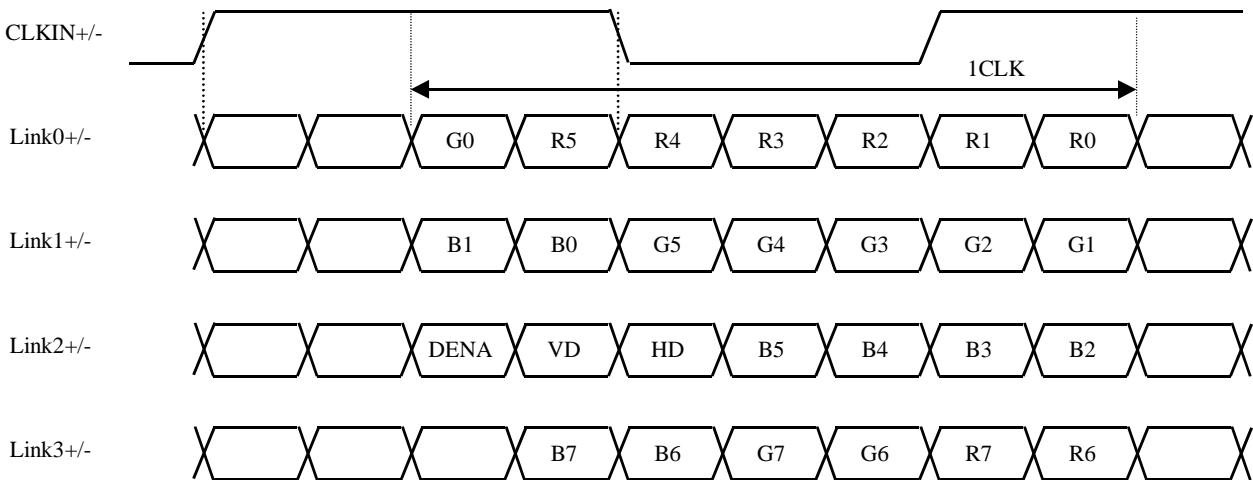 CLKIN+/-
1CLK
Link0+/- G0 R5 R4 R3 R2 R1 R0
Link1+/- B1 B0 G5 G4 G3 G2 G1
Link2+/- DENA VD HD B5 B4 B3 B2
Link3+/- B7 B6 G7 G6 R7 R6